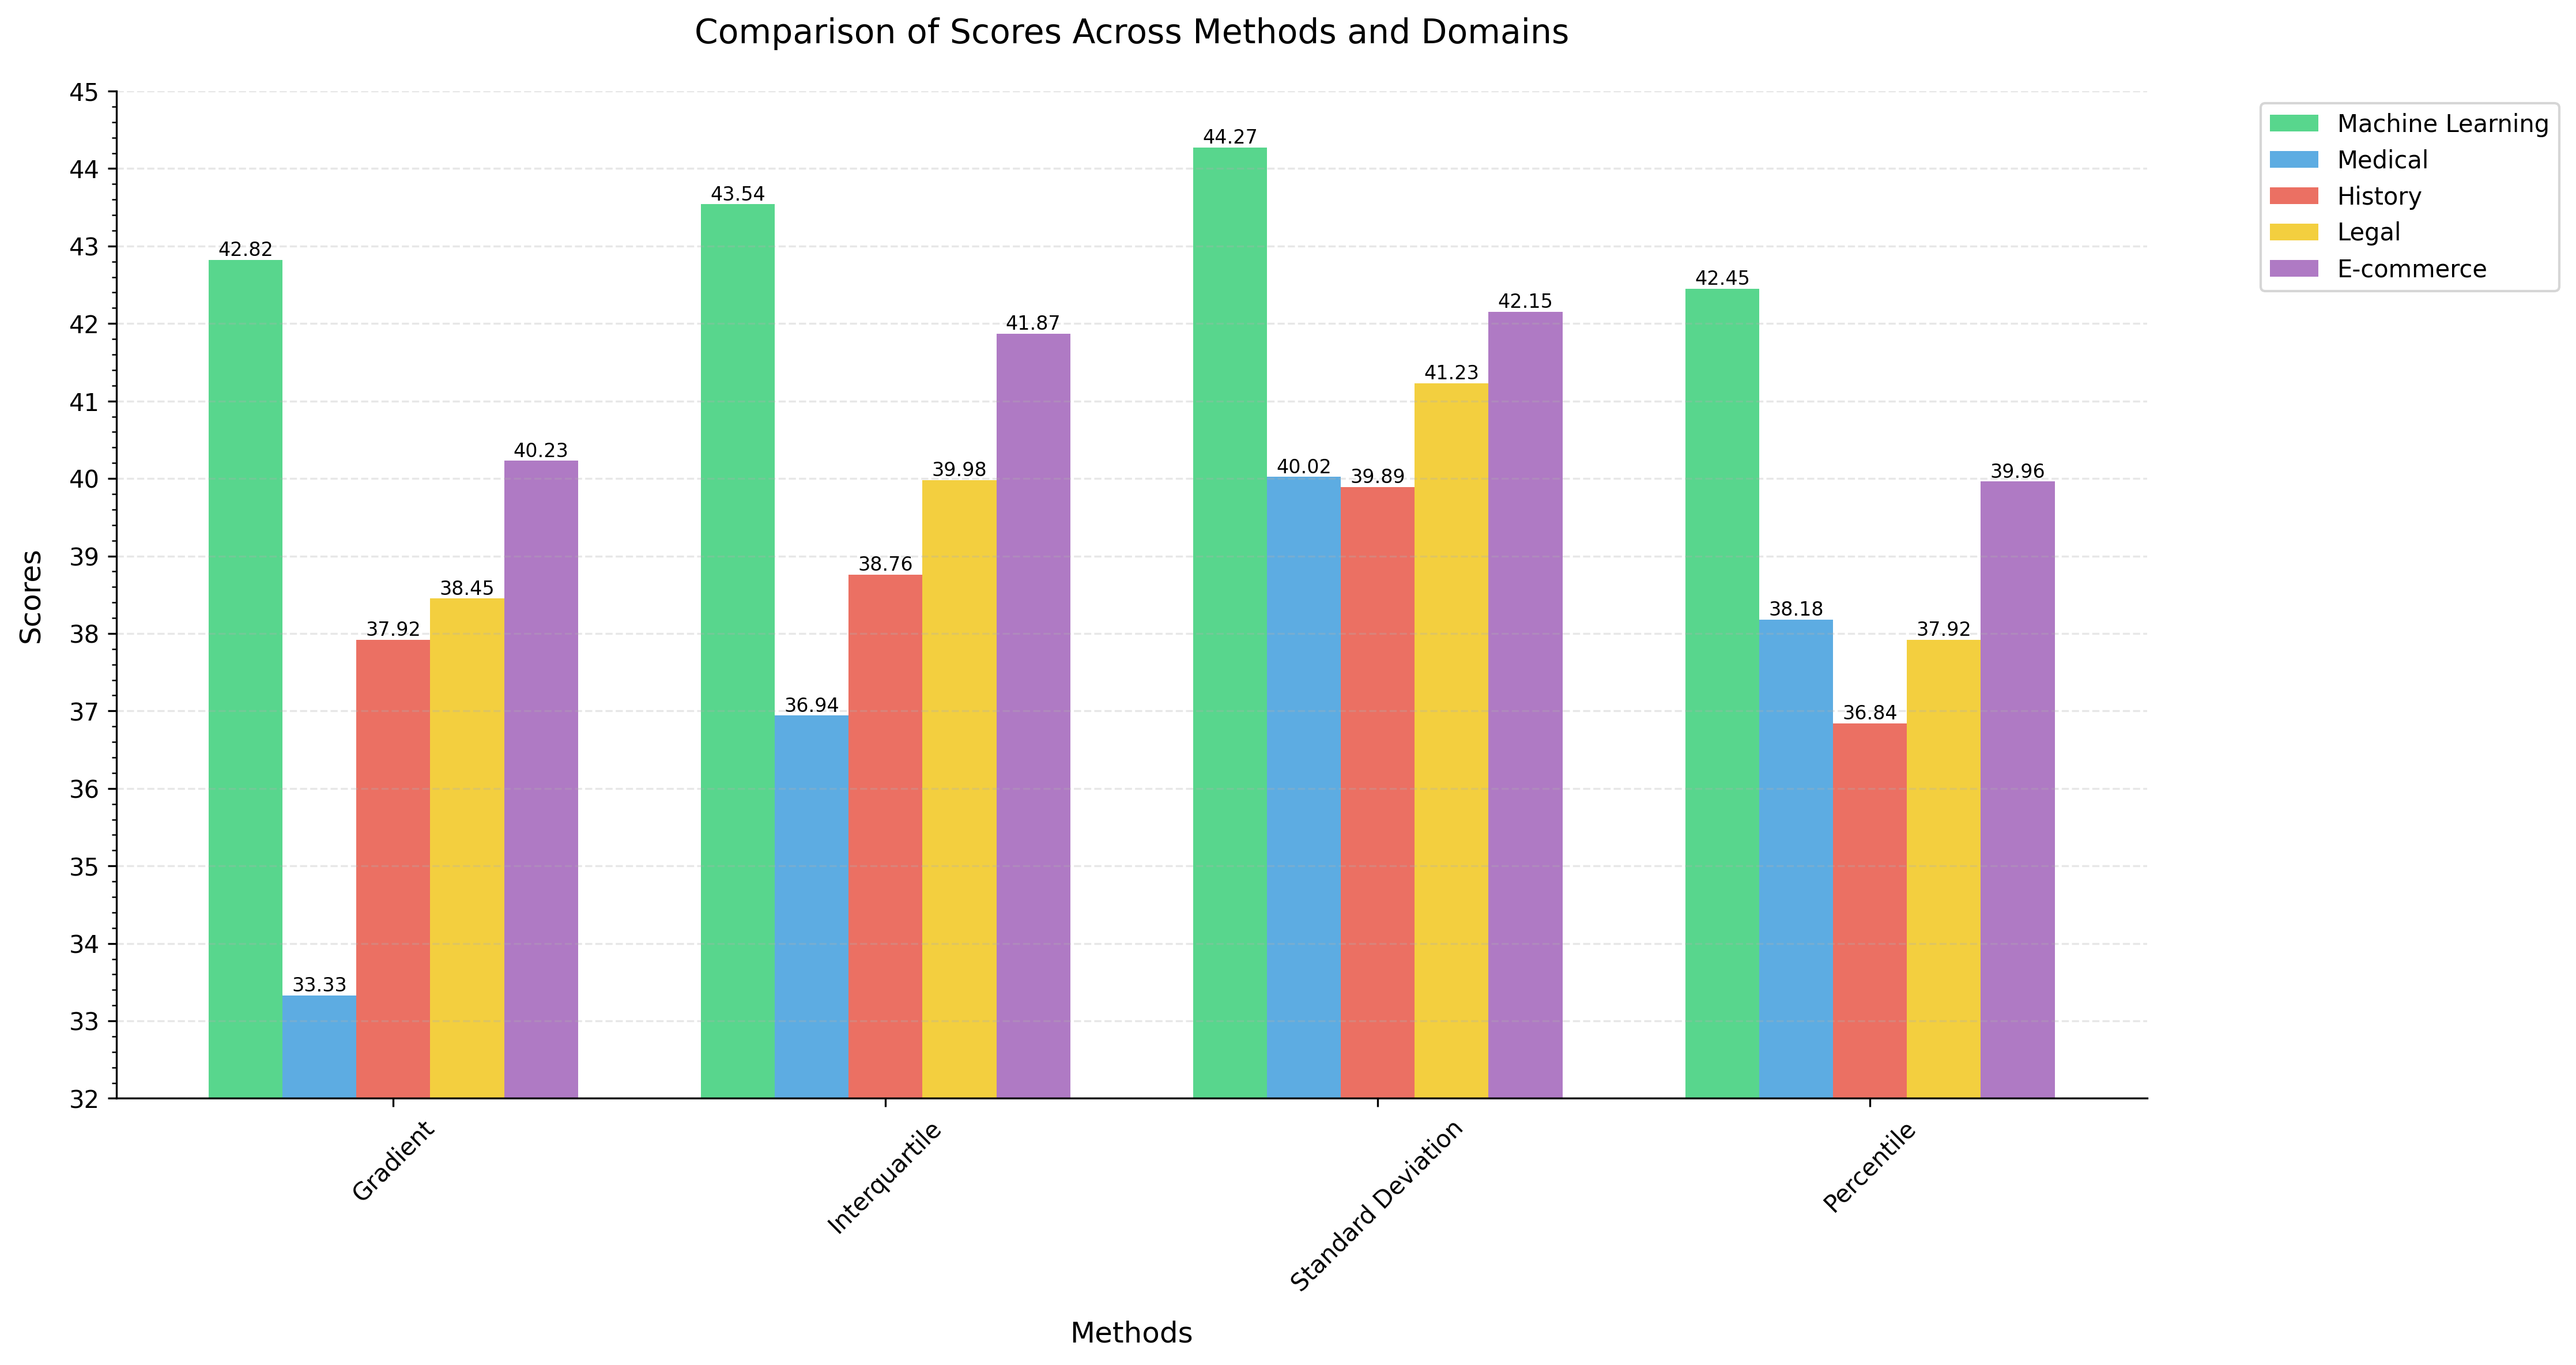 Comparison of Scores Across Methods and Domains
45
44
43
42
41
40
39
38
37
36
35
34
33
32
Scores
42.82
33.33
37.92
38.45
40.23
43.54
36.94
38.76
39.98
41.87
44.27
40.02
39.89
41.23
42.15
42.45
38.18
36.84
37.92
39.96
Gradient
Interquartile
Standard Deviation
Percentile
Methods
Machine Learning
Medical
History
Legal
E-commerce